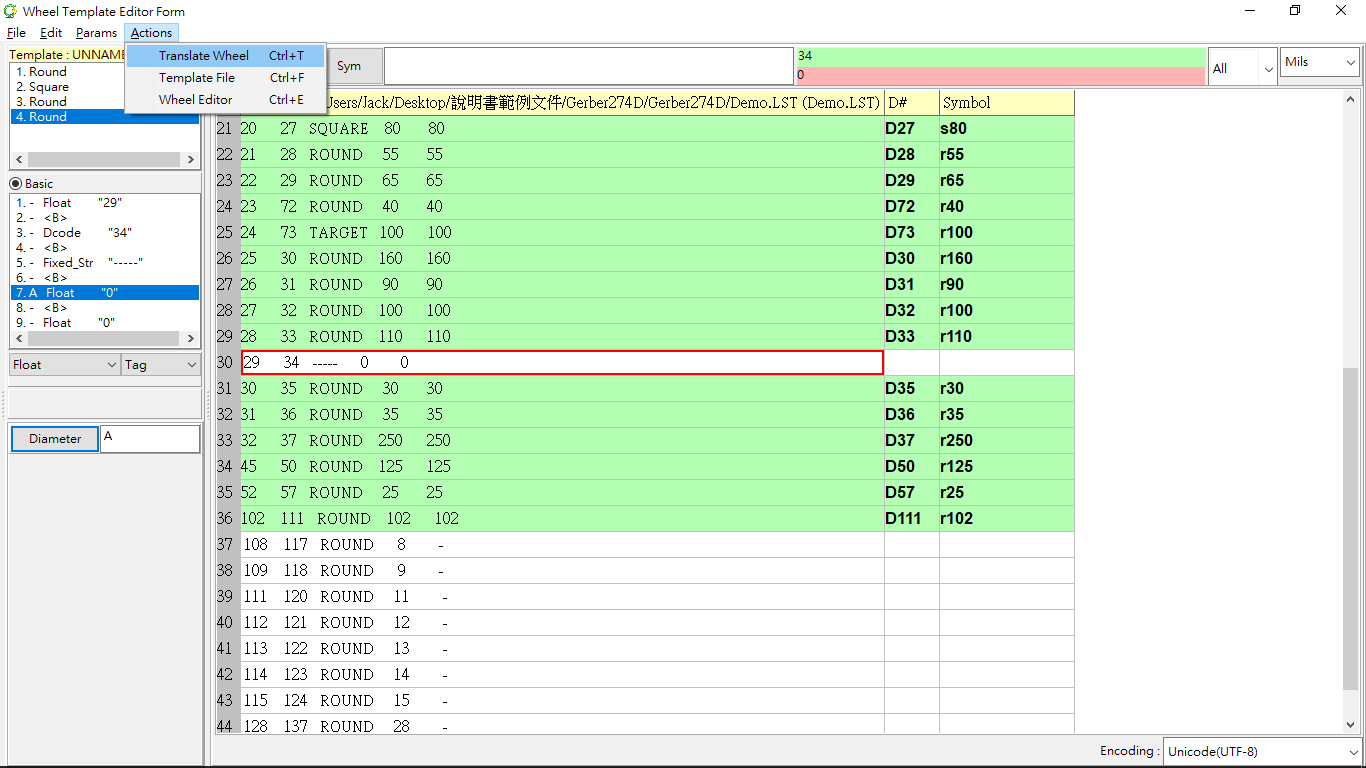 Wheel Template Editor Form
File Edit Params Actions
Template : UNNAME
1. Round
2. Square
3. Round
4. Round
Translate Wheel Ctrl+T
Template File Ctrl+F
Wheel Editor Ctrl+E
Sym
34
0
All
Mils
Basic
1. - Float "29"
2. - <B>
3. - Dcode "34"
4. - <B>
5. - Fixed_Str "-----"
6. - <B>
7. A Float "0"
8. - <B>
9. - Float "0"
Float Tag
Diameter A
Users/Jack/Desktop/說明書範例文件/Gerber274D/Gerber274D/Demo.LST (Demo.LST) D# Symbol
21 20 27 SQUARE 80 80 D27 s80
22 21 28 ROUND 55 55 D28 r55
23 22 29 ROUND 65 65 D29 r65
24 23 72 ROUND 40 40 D72 r40
25 24 73 TARGET 100 100 D73 r100
26 25 30 ROUND 160 160 D30 r160
27 26 31 ROUND 90 90 D31 r90
28 27 32 ROUND 100 100 D32 r100
29 28 33 ROUND 110 110 D33 r110
30 29 34 ----- 0 0
31 30 35 ROUND 30 30 D35 r30
32 31 36 ROUND 35 35 D36 r35
33 32 37 ROUND 250 250 D37 r250
34 45 50 ROUND 125 125 D50 r125
35 52 57 ROUND 25 25 D57 r25
36 102 111 ROUND 102 102 D111 r102
37 108 117 ROUND 8 -
38 109 118 ROUND 9 -
39 111 120 ROUND 11 -
40 112 121 ROUND 12 -
41 113 122 ROUND 13 -
42 114 123 ROUND 14 -
43 115 124 ROUND 15 -
44 128 137 ROUND 28 -
Encoding : Unicode(UTF-8)